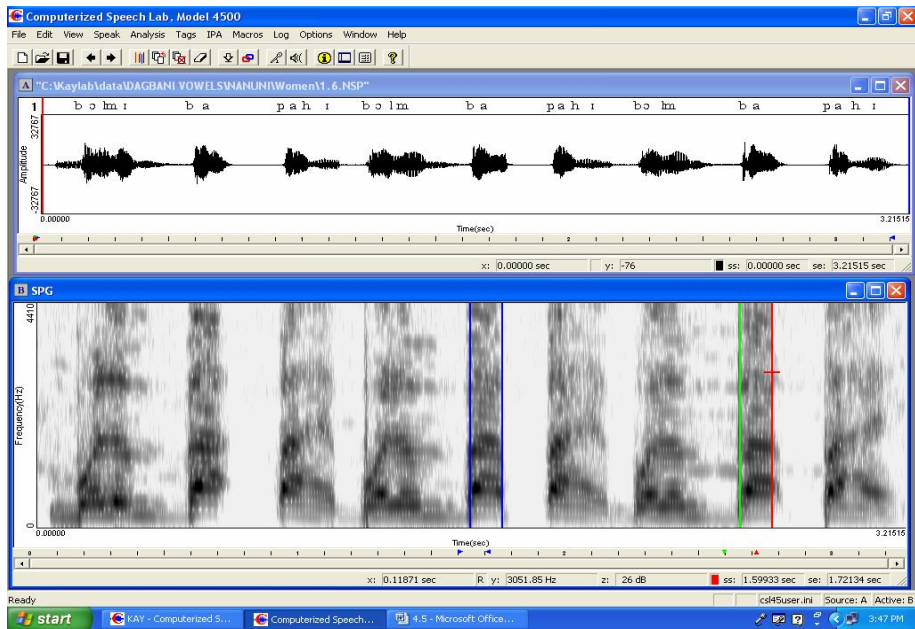 Computerized Speech Lab, Model 4500
File Edit View Speak Analysis Tags IPA Macros Log Options Window Help
A "C:\Kaylab\data\DAGBANI VOWELS\NANUNI\Women\1.6.NSP"
1 bɔlmɪ ba pahɪ bɔlm ba pahɪ bɔlm ba pahɪ
32767
Amplitude
-32767
0.00000 3.21515
Time(sec)
x: 0.00000 sec y: -76 ss: 0.00000 sec se: 3.21515 sec
B SPG
4410
Frequency(Hz)
0
0.00000 3.21515
Time(sec)
x: 0.11871 sec R y: 3051.85 Hz z: 26 dB ss: 1.59933 sec se: 1.72134 sec
Ready csl45user.ini Source: A Active: B
start KAY - Computerized S... Computerized Speech... 4.5 - Microsoft Office... 3:47 PM